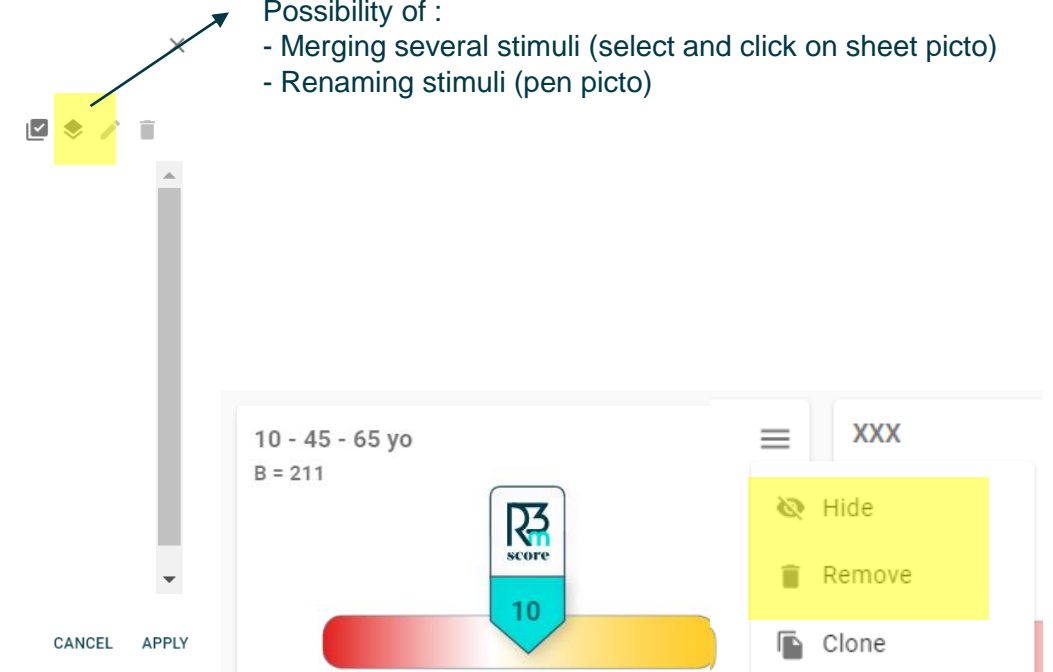 Possibility of :
- Merging several stimuli (select and click on sheet picto)
- Renaming stimuli (pen picto)
10 - 45 - 65 yo
B = 211
R3m
score
10
XXX
Hide
Remove
Clone
CANCEL APPLY